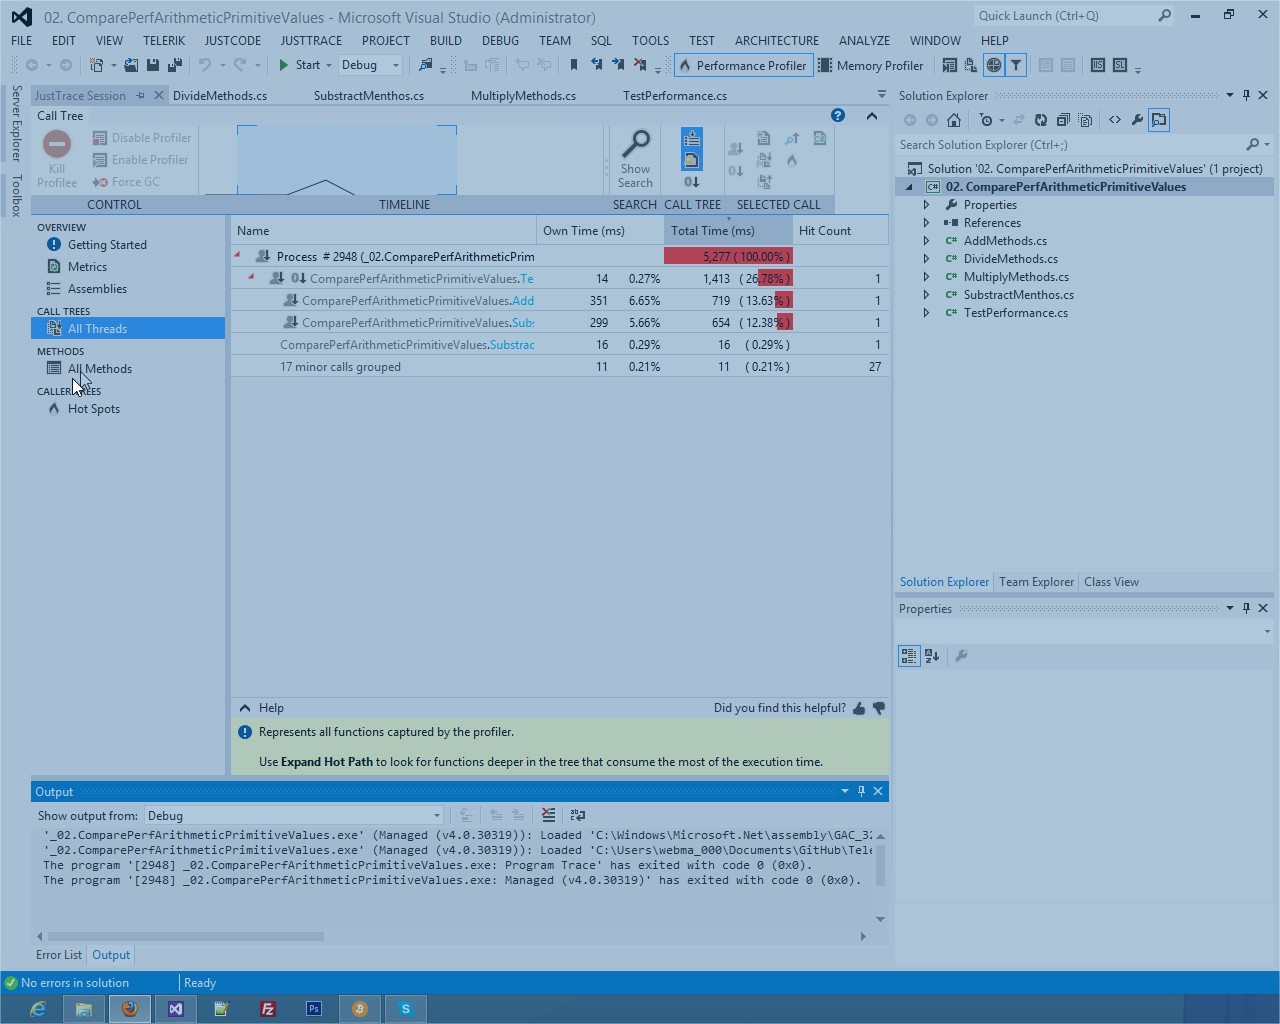 02. ComparePerfArithmeticPrimitiveValues - Microsoft Visual Studio (Administrator)
Quick Launch (Ctrl+Q)
FILE EDIT VIEW TELERIK JUSTCODE JUSTTRACE PROJECT BUILD DEBUG TEAM SQL TOOLS TEST ARCHITECTURE ANALYZE WINDOW HELP
Start Debug Performance Profiler Memory Profiler
Server Explorer
Toolbox
JustTrace Session DivideMethods.cs SubstractMenthos.cs MultiplyMethods.cs TestPerformance.cs
Call Tree
Kill Profilee
Disable Profiler
Enable Profiler
Force GC
Show Search
CONTROL TIMELINE SEARCH CALL TREE SELECTED CALL
OVERVIEW
Getting Started
Metrics
Assemblies
CALL TREES
All Threads
METHODS
All Methods
CALLER TREES
Hot Spots
Name Own Time (ms) Total Time (ms) Hit Count
Process # 2948 (_02.ComparePerfArithmeticPrim 5,277 ( 100.00% )
ComparePerfArithmeticPrimitiveValues.Te 14 0.27% 1,413 ( 26.78% ) 1
ComparePerfArithmeticPrimitiveValues.Add 351 6.65% 719 ( 13.63% ) 1
ComparePerfArithmeticPrimitiveValues.Subs 299 5.66% 654 ( 12.38% ) 1
ComparePerfArithmeticPrimitiveValues.Substrac 16 0.29% 16 ( 0.29% ) 1
17 minor calls grouped 11 0.21% 11 ( 0.21% ) 27
Help
Did you find this helpful?
Represents all functions captured by the profiler.
Use Expand Hot Path to look for functions deeper in the tree that consume the most of the execution time.
Output
Show output from: Debug
'_02.ComparePerfArithmeticPrimitiveValues.exe' (Managed (v4.0.30319)): Loaded 'C:\Windows\Microsoft.Net\assembly\GAC_32
'_02.ComparePerfArithmeticPrimitiveValues.exe' (Managed (v4.0.30319)): Loaded 'C:\Users\webma_000\Documents\GitHub\Tele
The program '[2948] _02.ComparePerfArithmeticPrimitiveValues.exe: Program Trace' has exited with code 0 (0x0).
The program '[2948] _02.ComparePerfArithmeticPrimitiveValues.exe: Managed (v4.0.30319)' has exited with code 0 (0x0).
Error List Output
Solution Explorer
Search Solution Explorer (Ctrl+;)
Solution '02. ComparePerfArithmeticPrimitiveValues' (1 project)
02. ComparePerfArithmeticPrimitiveValues
Properties
References
C# AddMethods.cs
C# DivideMethods.cs
C# MultiplyMethods.cs
C# SubstractMenthos.cs
C# TestPerformance.cs
Solution Explorer Team Explorer Class View
Properties
No errors in solution Ready